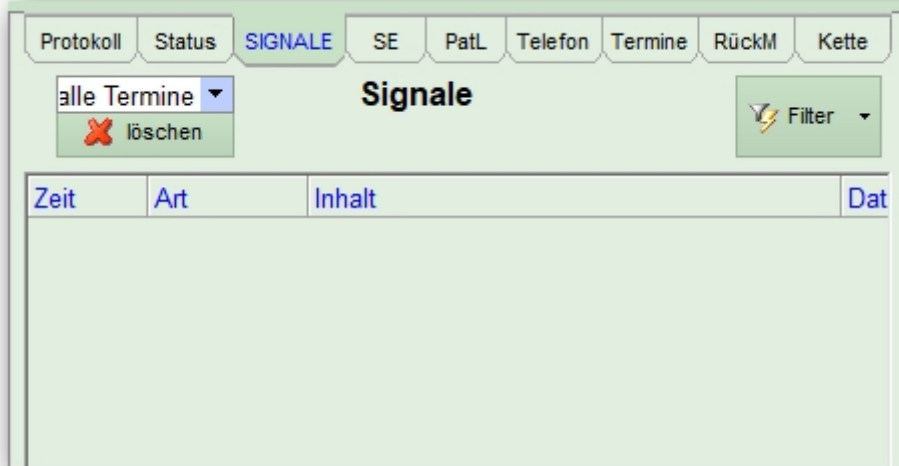 Protokoll Status SIGNALE SE PatL Telefon Termine RückM Kette
alle Termine Signale
löschen Filter
Zeit Art Inhalt Dat